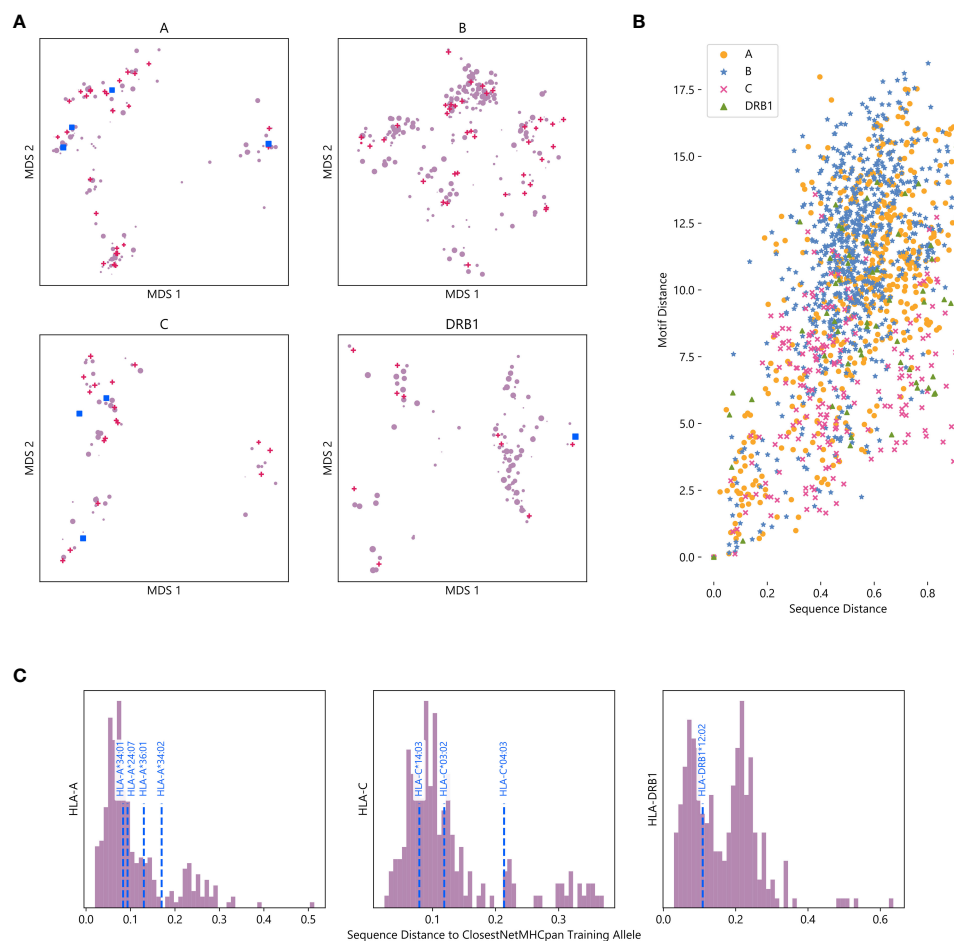 A
B
A
B
MDS 2
MDS 1
MDS 2
MDS 1
C
DRB1
MDS 2
MDS 1
MDS 2
MDS 1
A
B
C
DRB1
Motif Distance
17.5
15.0
12.5
10.0
7.5
5.0
2.5
0.0
0.0 0.2 0.4 0.6 0.8
Sequence Distance
C
HLA-A
HLA-A*34:01
HLA-A*24:07
HLA-A*36:01
HLA-A*34:02
0.0 0.1 0.2 0.3 0.4 0.5
HLA-C
HLA-C*14:03
HLA-C*03:02
HLA-C*04:03
0.1 0.2 0.3
HLA-DRB1
HLA-DRB1*12:02
0.0 0.2 0.4 0.6
Sequence Distance to ClosestNetMHCpan Training Allele